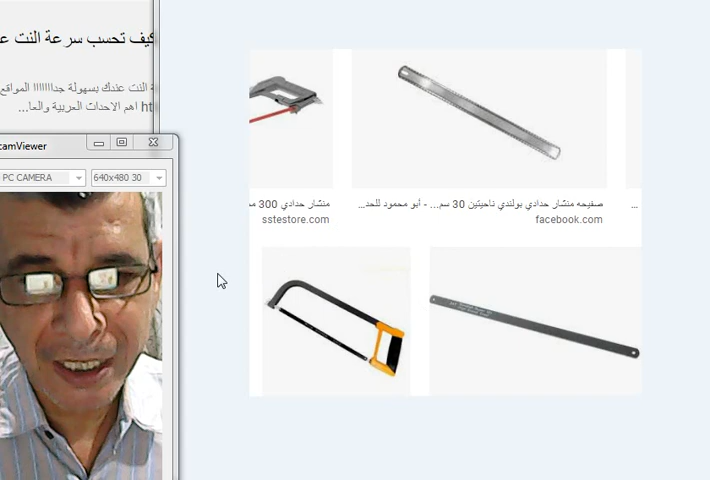 كيف تحسب سرعة النت
النت عندك بسهولة جداااااااا المواقع
اهم الاحداث العربية والعا...
camViewer
PC CAMERA
640x480 30
صفيحه منشار حدادي بولندي ناحيتين 30 سم... - أبو محمود للحد...
facebook.com
منشار حدادي 300
sstestore.com
...